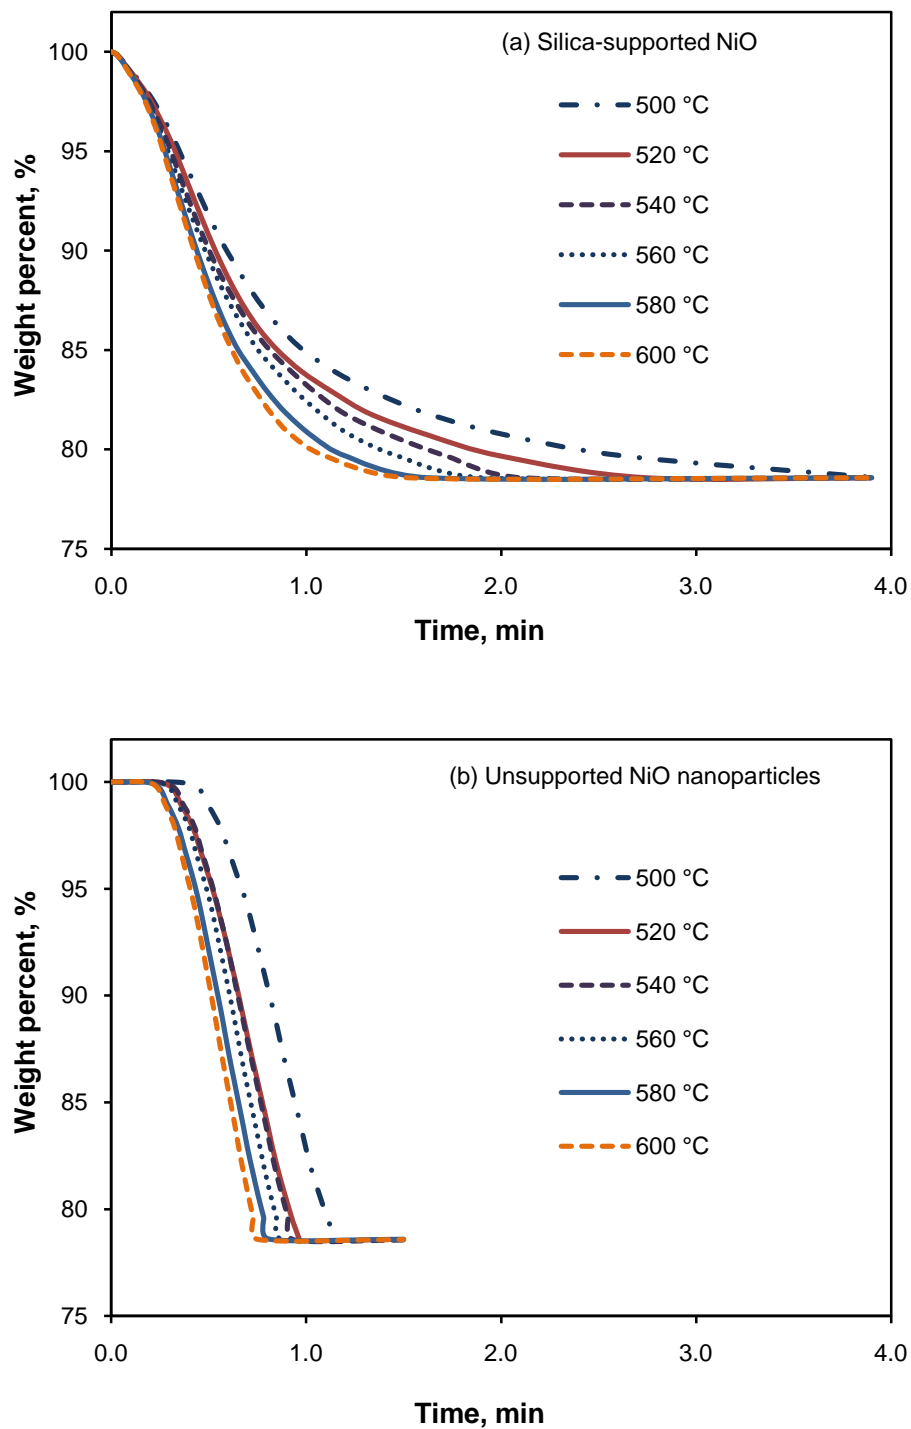 (a) Silica-supported NiO
100
95
90
85
80
75
Weight percent, %
500 °C
520 °C
540 °C
560 °C
580 °C
600 °C
0.0 1.0 2.0 3.0 4.0
Time, min
(b) Unsupported NiO nanoparticles
100
95
90
85
80
75
Weight percent, %
500 °C
520 °C
540 °C
560 °C
580 °C
600 °C
0.0 1.0 2.0 3.0 4.0
Time, min